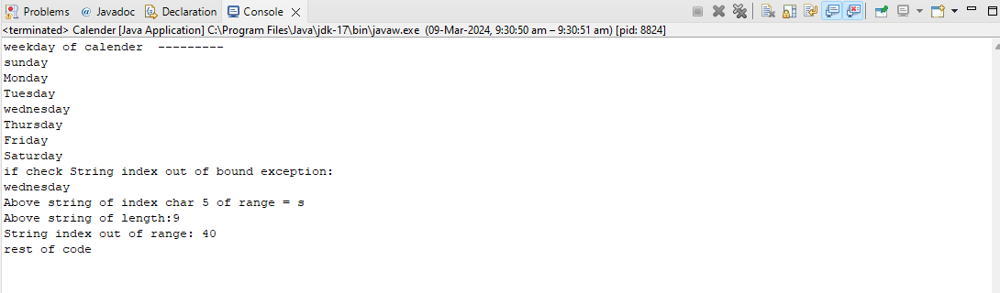 Problems @ Javadoc Declaration Console
<terminated> Calender [Java Application] C:\Program Files\Java\jdk-17\bin\javaw.exe (09-Mar-2024, 9:30:50 am – 9:30:51 am) [pid: 8824]
weekday of calender ---------
sunday
Monday
Tuesday
wednesday
Thursday
Friday
Saturday
if check String index out of bound exception:
wednesday
Above string of index char 5 of range = s
Above string of length:9
String index out of range: 40
rest of code